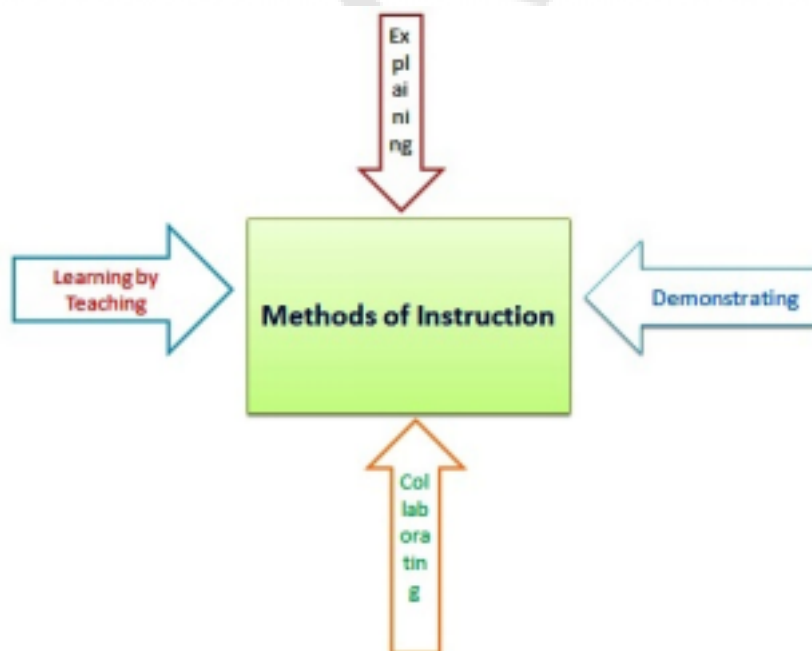 Ex
pl
ai
ni
ng
Learning by
Teaching
Methods of Instruction
Demonstrating
Col
lab
ora
tin
g